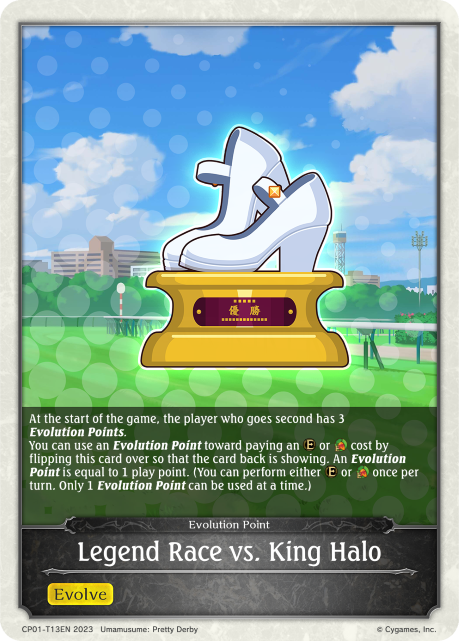 優勝
At the start of the game, the player who goes second has 3
Evolution Points.
You can use an Evolution Point toward paying an E or cost by
flipping this card over so that the card back is showing. An Evolution
Point is equal to 1 play point. (You can perform either E or once per
turn. Only 1 Evolution Point can be used at a time.)
Evolution Point
Legend Race vs. King Halo
Evolve
CP01-T13EN 2023 Umamusume: Pretty Derby
© Cygames, Inc.